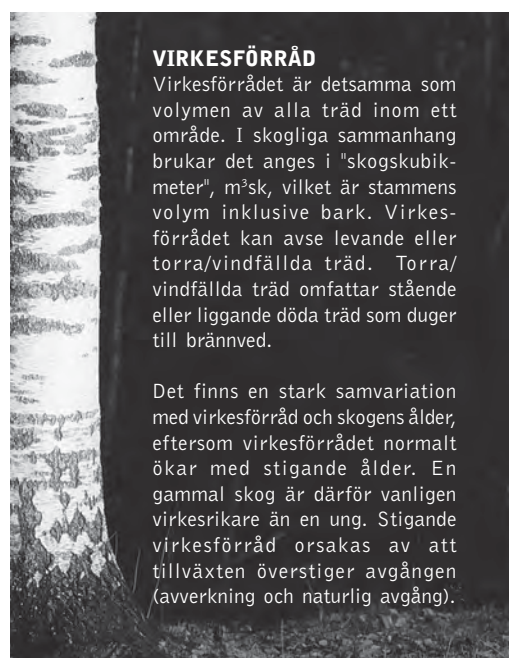 VIRKESFÖRRÅD
Virkesförrådet är detsamma som
volymen av alla träd inom ett
område. I skogliga sammanhang
brukar det anges i "skogskubik-
meter", m³sk, vilket är stammens
volym inklusive bark. Virkes-
förrådet kan avse levande eller
torra/vindfällda träd. Torra/
vindfällda träd omfattar stående
eller liggande döda träd som duger
till brännved.

Det finns en stark samvariation
med virkesförråd och skogens ålder,
eftersom virkesförrådet normalt
ökar med stigande ålder. En
gammal skog är därför vanligen
virkesrikare än en ung. Stigande
virkesförråd orsakas av att
tillväxten överstiger avgången
(avverkning och naturlig avgång).